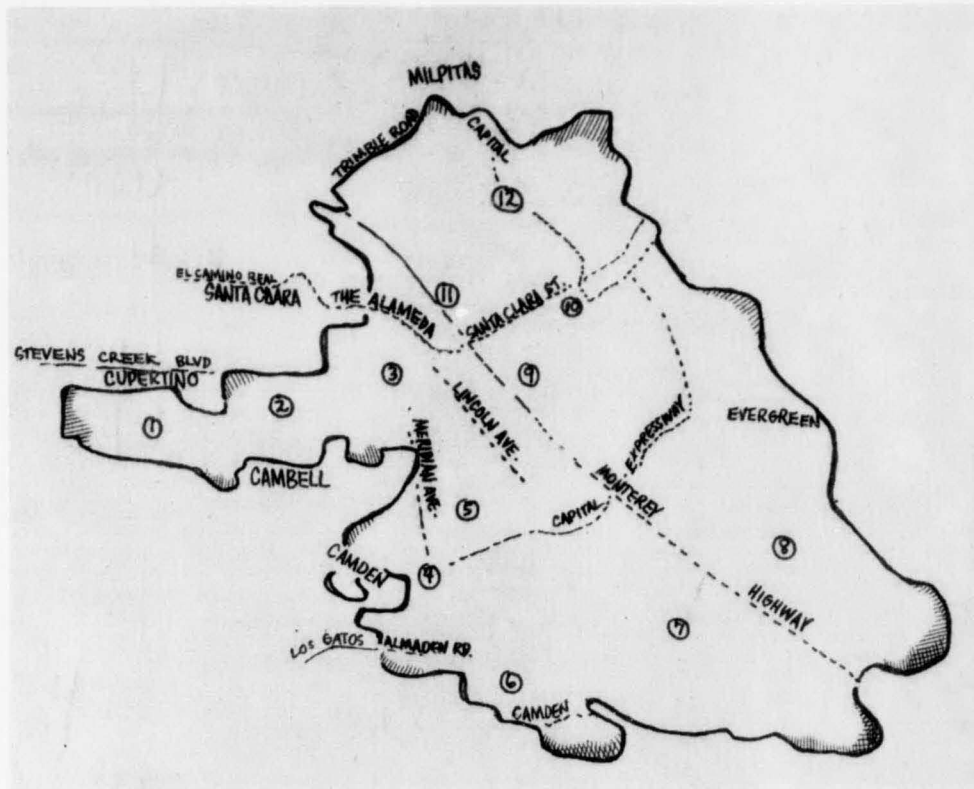 MILPITAS
TRIMBLE ROAD
CAPITAL
12
EL CAMINO REAL
SANTA CLARA
THE ALAMEDA
11
SANTA CLARA ST.
10
STEVENS CREEK BLVD
CUPERTINO
1
2
3
9
LINCOLN AVE
MERIDIAN AVE.
EVERGREEN
EXPRESSWAY
CAMBELL
MONTEREY
5
CAPITAL
8
CAMDEN
4
HIGHWAY
7
LOS GATOS
ALMADEN RD.
6
CAMDEN